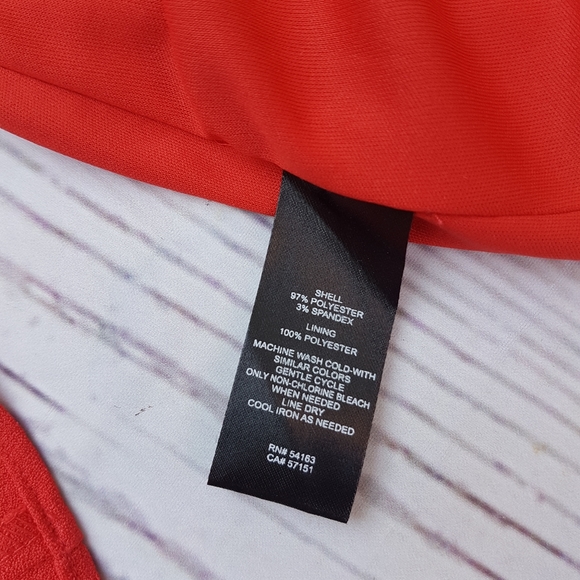 SHELL
97% POLYESTER
3% SPANDEX
LINING
100% POLYESTER
MACHINE WASH COLD-WITH
SIMILAR COLORS
GENTLE CYCLE
ONLY NON-CHLORINE BLEACH
WHEN NEEDED
LINE DRY
COOL IRON AS NEEDED
RN# 54163
CA# 57151